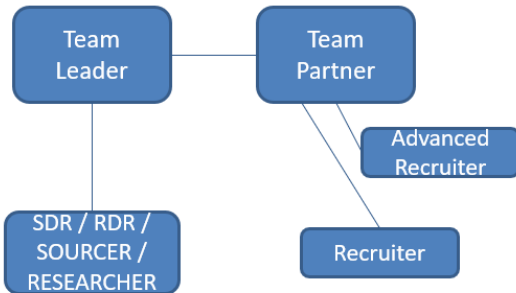 Team
Leader
Team
Partner
Advanced
Recruiter
SDR / RDR /
SOURCER /
RESEARCHER
Recruiter